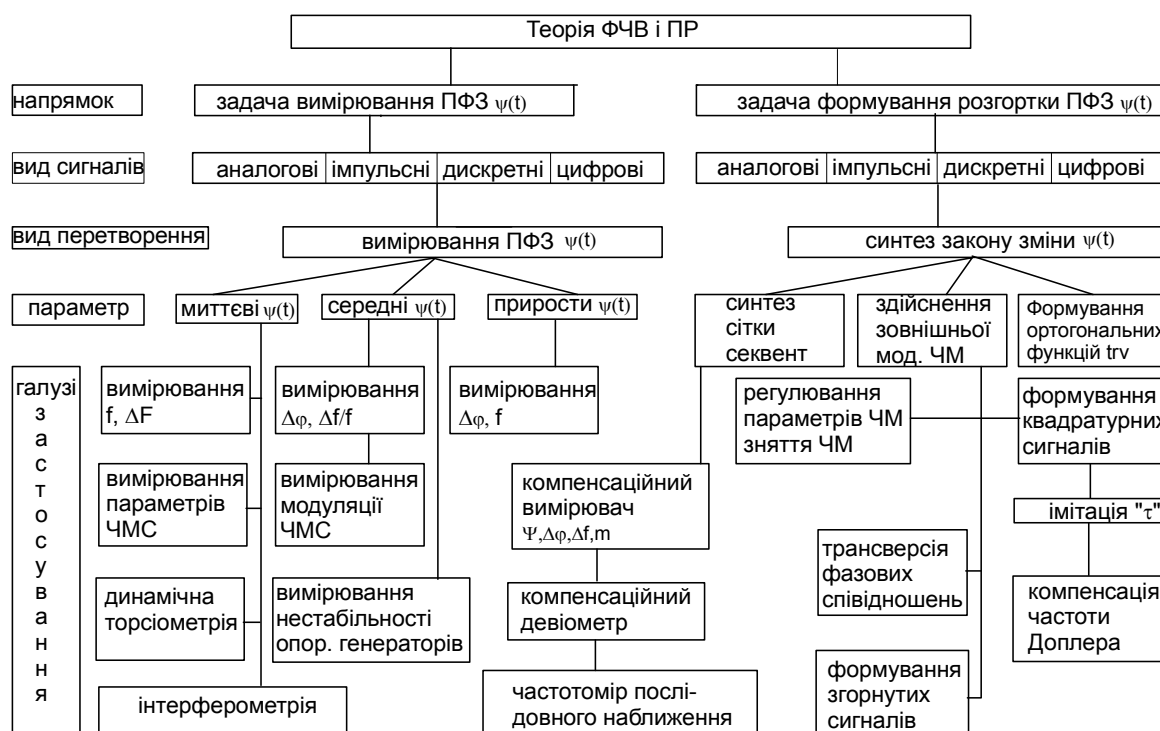 Теорія ФЧВ і ПР
напрямок
задача вимірювання ПФЗ ψ(t)
задача формування розгортки ПФЗ ψ(t)
вид сигналів
аналогові імпульсні дискретні цифрові
аналогові імпульсні дискретні цифрові
вид перетворення
вимірювання ПФЗ ψ(t)
синтез закону зміни ψ(t)
параметр
миттєві ψ(t)
середні ψ(t)
прирости ψ(t)
синтез
сітки
секвент
здійснення
зовнішньої
мод. ЧМ
Формування
ортогональних
функцій trv
галузі
з
а
с
т
о
с
у
в
а
н
н
я
вимірювання
f, ΔF
вимірювання
Δφ, Δf/f
вимірювання
Δφ, f
регулювання
параметрів ЧМ
зняття ЧМ
формування
квадратурних
сигналів
вимірювання
параметрів
ЧМС
вимірювання
модуляції
ЧМС
компенсаційний
вимірювач
Ψ,Δφ,Δf,m
імітація "τ"
трансверсія
фазових
співідношень
динамічна
торсіометрія
вимірювання
нестабільності
опор. генераторів
компенсаційний
девіометр
компенсація
частоти
Доплера
інтерферометрія
частотомір послі-
довного наближення
формування
згорнутих
сигналів